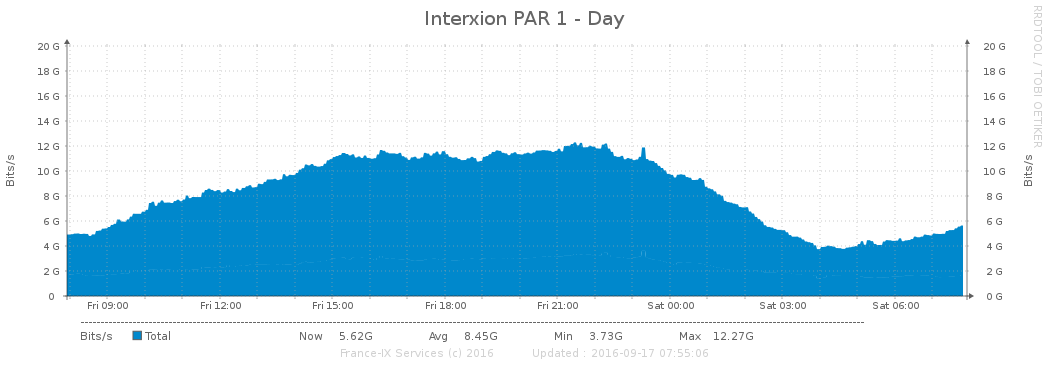 Interxion PAR 1 - Day
RRDTOOL / TOBI OETIKER
Bits/s
20 G 20 G
18 G 18 G
16 G 16 G
14 G 14 G
12 G 12 G
10 G 10 G
8 G 8 G
6 G 6 G
4 G 4 G
2 G 2 G
0 0 G
Bits/s
Fri 09:00 Fri 12:00 Fri 15:00 Fri 18:00 Fri 21:00 Sat 00:00 Sat 03:00 Sat 06:00
Bits/s Total Now 5.62G Avg 8.45G Min 3.73G Max 12.27G
France-IX Services (c) 2016 Updated : 2016-09-17 07:55:06